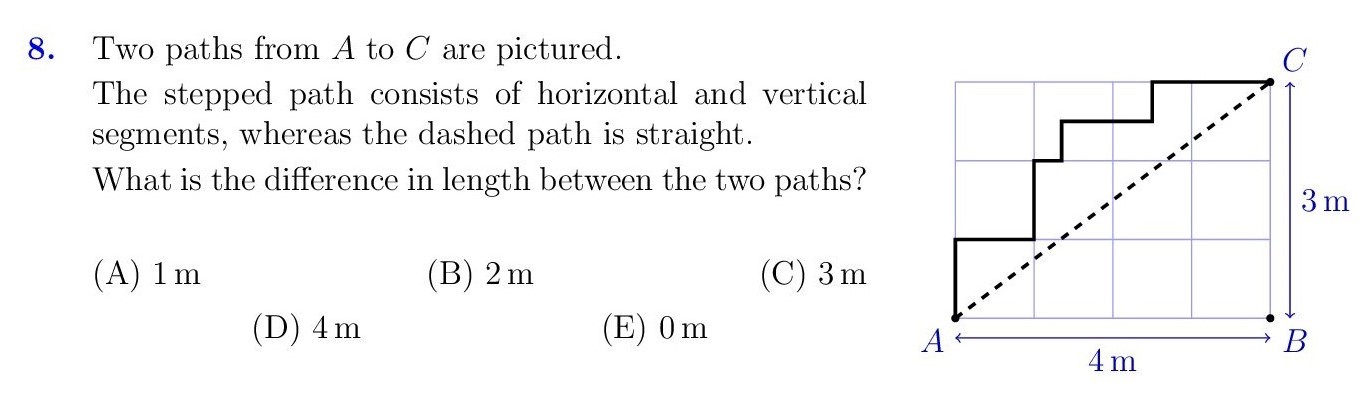 8. Two paths from A to C are pictured.
The stepped path consists of horizontal and vertical
segments, whereas the dashed path is straight.
What is the difference in length between the two paths?
(A) 1 m (B) 2 m (C) 3 m
(D) 4 m (E) 0 m
C
3 m
A B
4 m